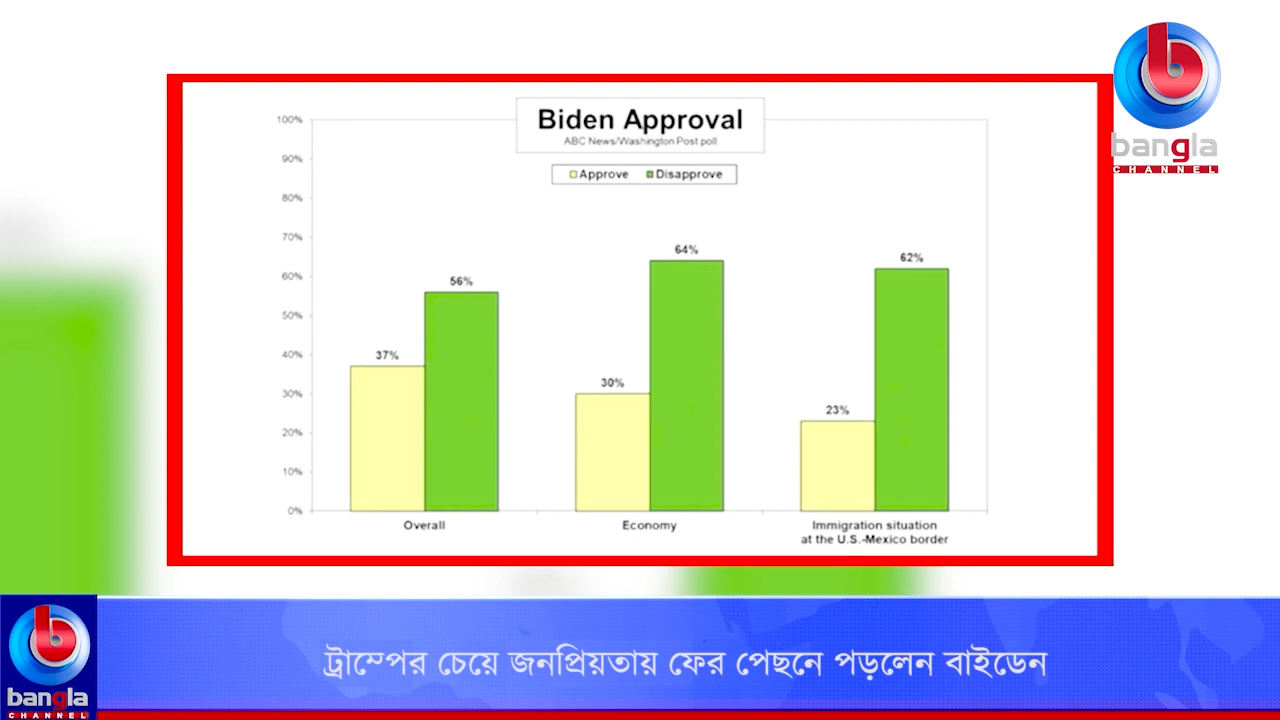 Biden Approval
ABC News/Washington Post poll
Approve Disapprove
100%
90%
80%
70%
60%
50%
40%
30%
20%
10%
0%
37%
56%
30%
64%
23%
62%
Overall
Economy
Immigration situation
at the U.S.-Mexico border
bangla
CHANNEL
ট্রাম্পের চেয়ে জনপ্রিয়তায় ফের পেছনে পড়লেন বাইডেন
bangla
CHANNEL